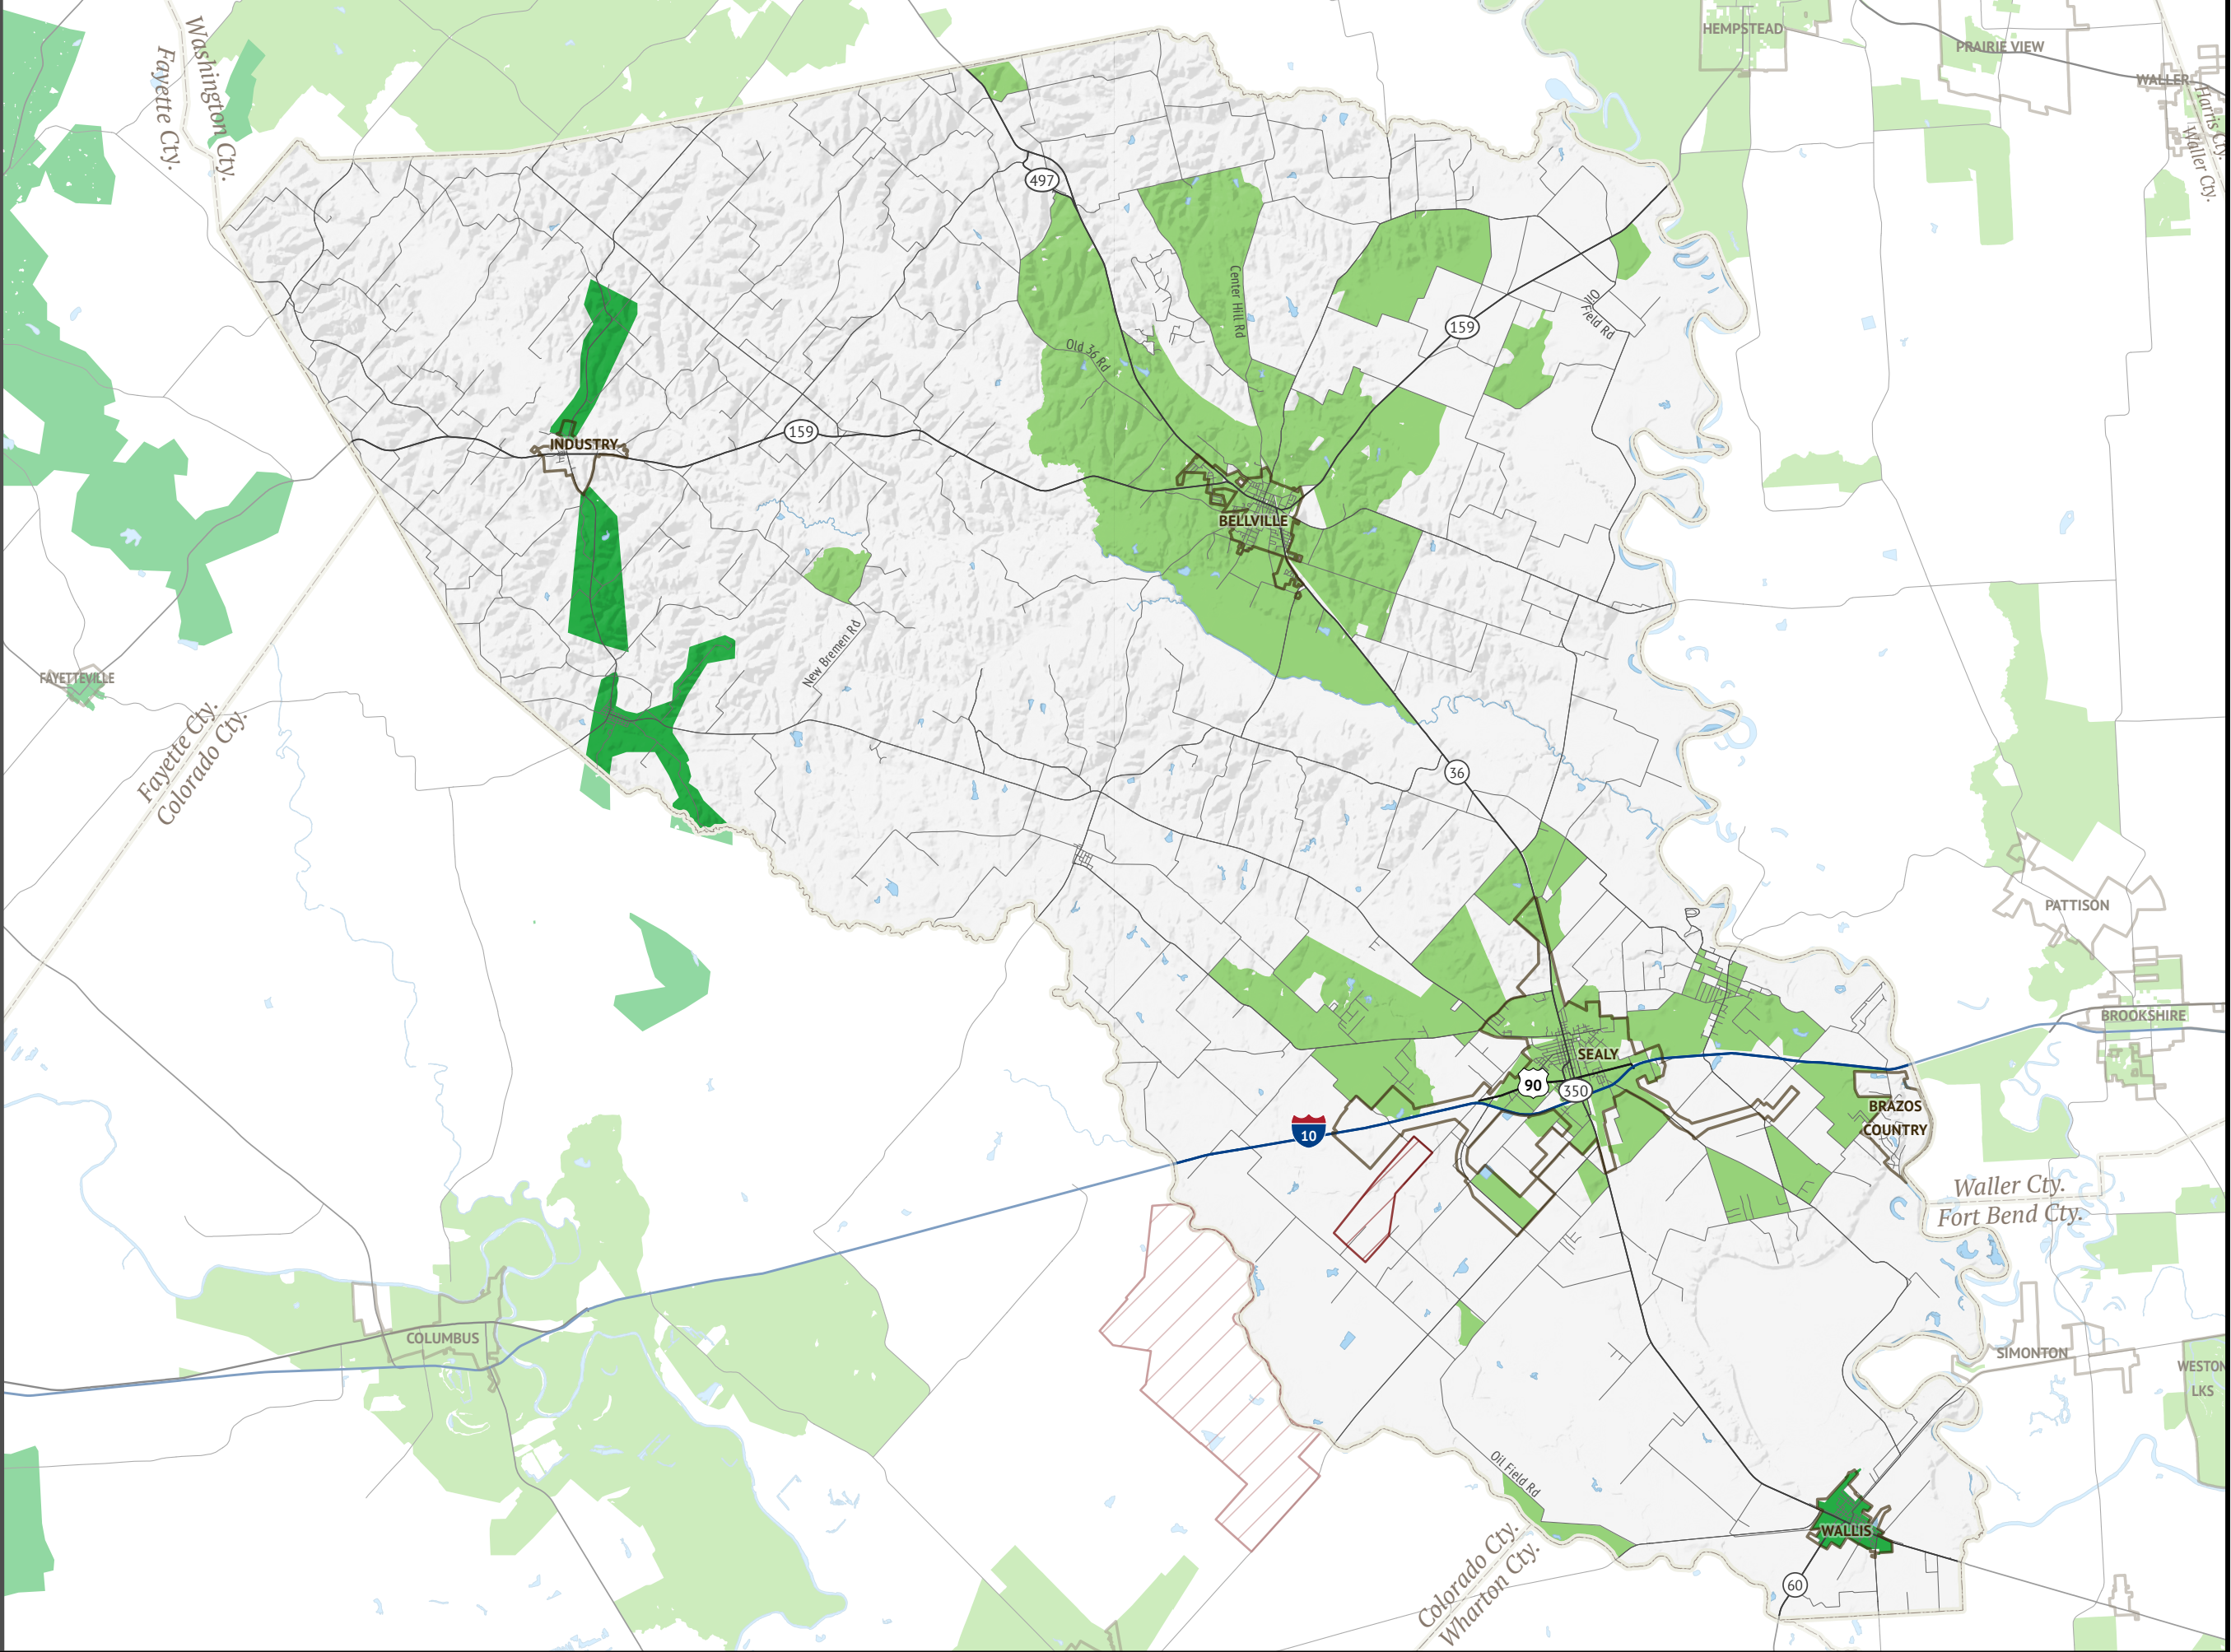 HEMPSTEAD
PRAIRIE VIEW
WALLER
Washington Cty.
Fayette Cty.
Harris Cty.
Waller Cty.
497
Center Hill Rd
Oil
Field Rd
159
Old 36 Rd
159
INDUSTRY
BELLVILLE
New Bremen Rd
FAYETTEVILLE
Fayette Cty.
Colorado Cty.
36
PATTISON
BROOKSHIRE
SEALY
90
350
10
BRAZOS
COUNTRY
Waller Cty.
Fort Bend Cty.
COLUMBUS
SIMONTON
WESTON
LKS
Oil Field Rd
WALLIS
Colorado Cty.
Wharton Cty.
60